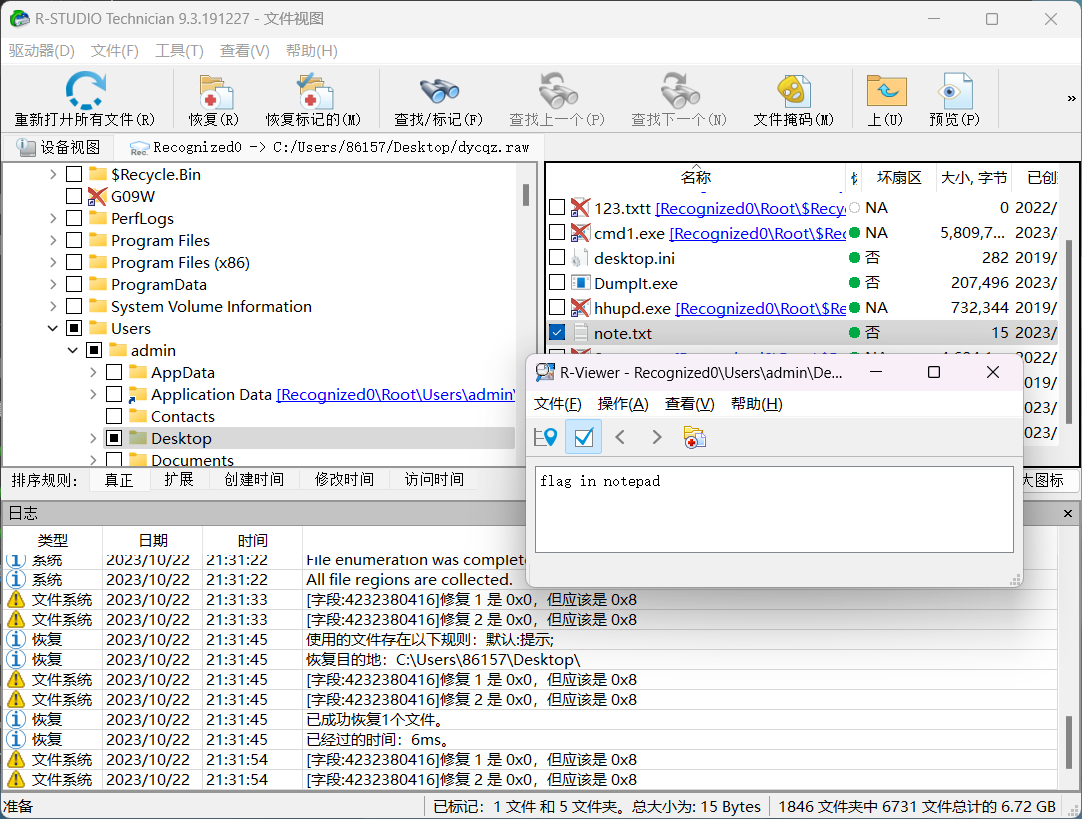 R-STUDIO Technician 9.3.191227 - 文件视图
驱动器(D) 文件(F) 工具(T) 查看(V) 帮助(H)
重新打廾所有文件(R) 恢复(R) 恢复标记的(M) 查找/标记(F) 查找上一个(P) 查找下一个(N) 文件掩码(M) 上(U) 预览(P) »
设备视图 Rec. Recognized0 -> C:/Users/86157/Desktop/dycqz.raw
$Recycle.Bin
G09W
PerfLogs
Program Files
Program Files (x86)
ProgramData
System Volume Information
Users
admin
AppData
Application Data [Recognized0\Root\Users\admin\
Contacts
Desktop
Documents
名称 坏扇区 大小, 字节 已创
123.txtt [Recognized0\Root\$Recy NA 0 2022/
cmd1.exe [Recognized0\Root\$Rec NA 5,809,7... 2023/
desktop.ini 否 282 2019/
DumpIt.exe 否 207,496 2023/
hhupd.exe [Recognized0\Root\$Re NA 732,344 2019/
note.txt 否 15 2023/
2022/
2019/
023/
023/
R-Viewer - Recognized0\Users\admin\De...
文件(F) 操作(A) 查看(V) 帮助(H)
flag in notepad
排序规则: 真正 扩展 创建时间 修改时间 访问时间 大图标
日志
类型 日期 时间
系统 2023/10/22 21:31:22 File enumeration was complete
系统 2023/10/22 21:31:22 All file regions are collected.
文件系统 2023/10/22 21:31:33 [字段:4232380416]修复 1 是 0x0，但应该是 0x8
文件系统 2023/10/22 21:31:33 [字段:4232380416]修复 2 是 0x0，但应该是 0x8
恢复 2023/10/22 21:31:45 使用的文件存在以下规则：默认:提示;
恢复 2023/10/22 21:31:45 恢复目的地：C:\Users\86157\Desktop\
文件系统 2023/10/22 21:31:45 [字段:4232380416]修复 1 是 0x0，但应该是 0x8
文件系统 2023/10/22 21:31:45 [字段:4232380416]修复 2 是 0x0，但应该是 0x8
恢复 2023/10/22 21:31:45 已成功恢复1个文件。
恢复 2023/10/22 21:31:45 已经过的时间：6ms。
文件系统 2023/10/22 21:31:54 [字段:4232380416]修复 1 是 0x0，但应该是 0x8
文件系统 2023/10/22 21:31:54 [字段:4232380416]修复 2 是 0x0，但应该是 0x8
准备 已标记：1 文件 和 5 文件夹。总大小为: 15 Bytes 1846 文件夹中 6731 文件总计的 6.72 GB